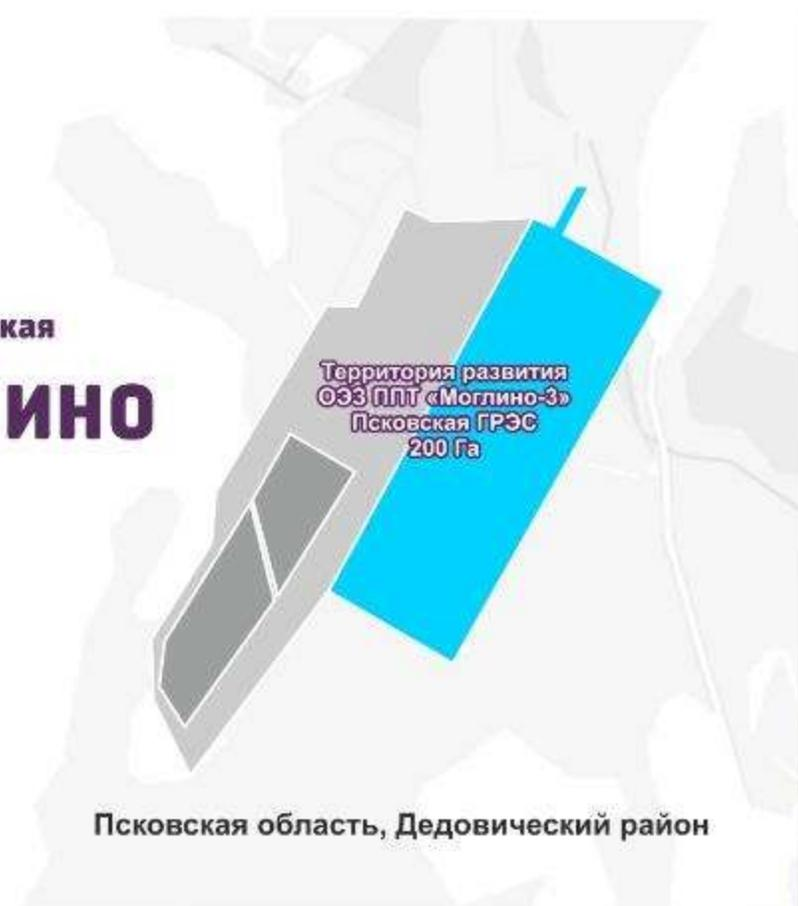 кая
ИНО
Территория развития
ОЭЗ ППТ «Моглино-3»
Псковская ГРЭС
200 Га
Псковская область, Дедовический район